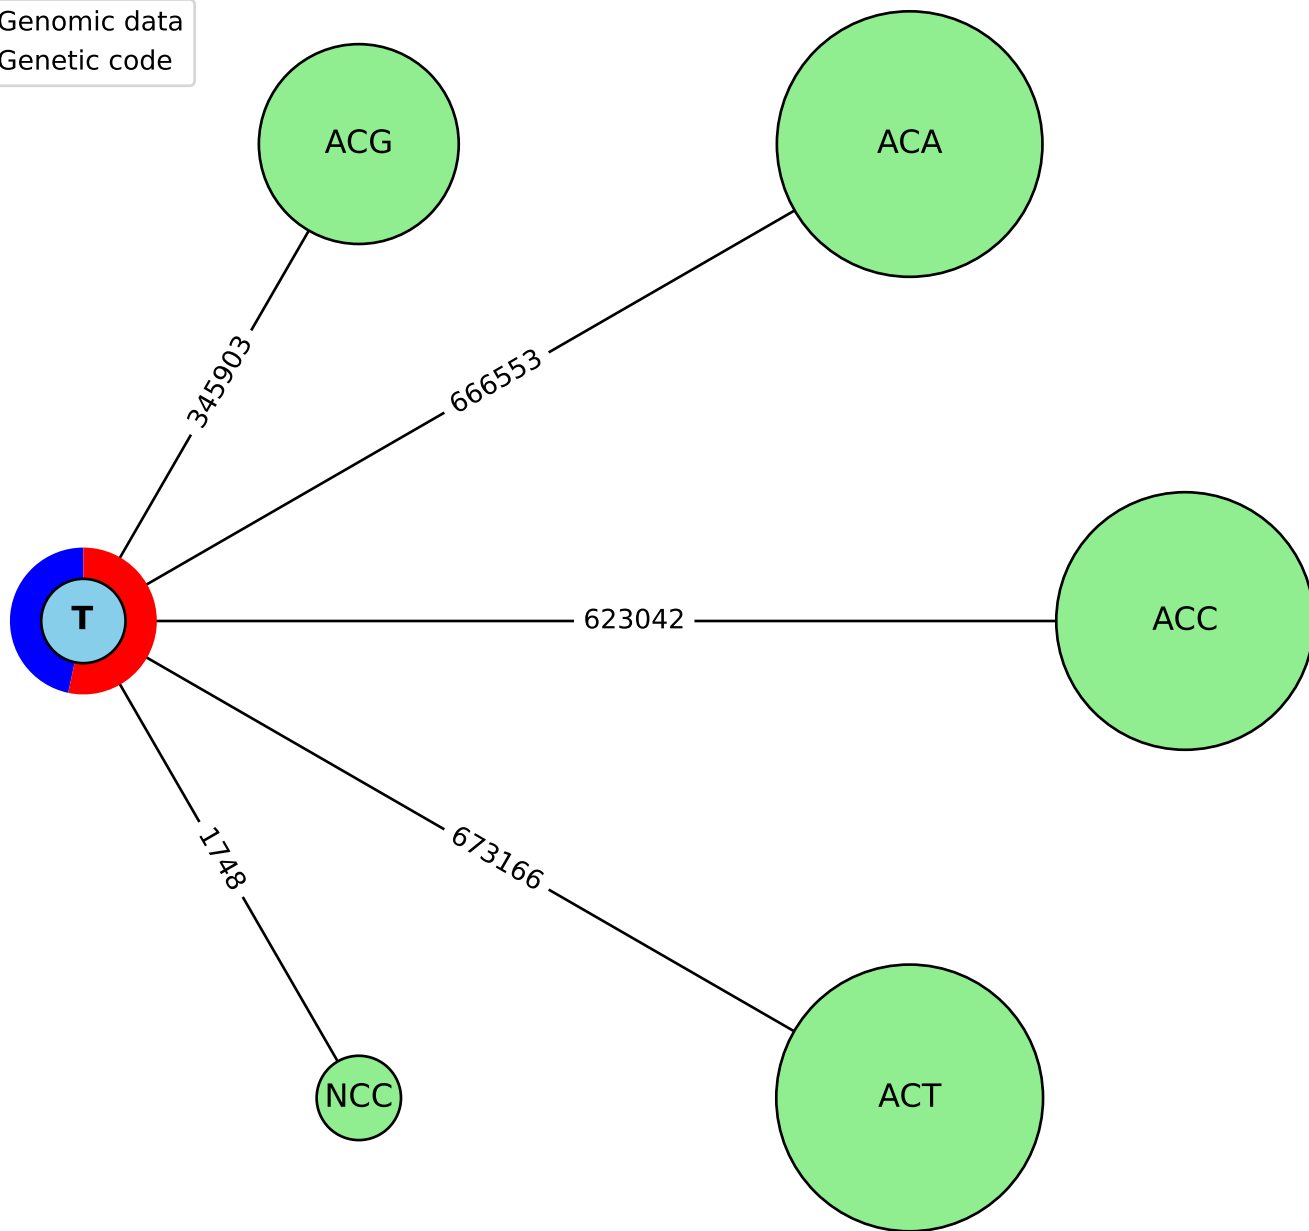 Genomic data
Genetic code
ACG
ACA
345903
666553
T
623042
ACC
1748
673166
NCC
ACT